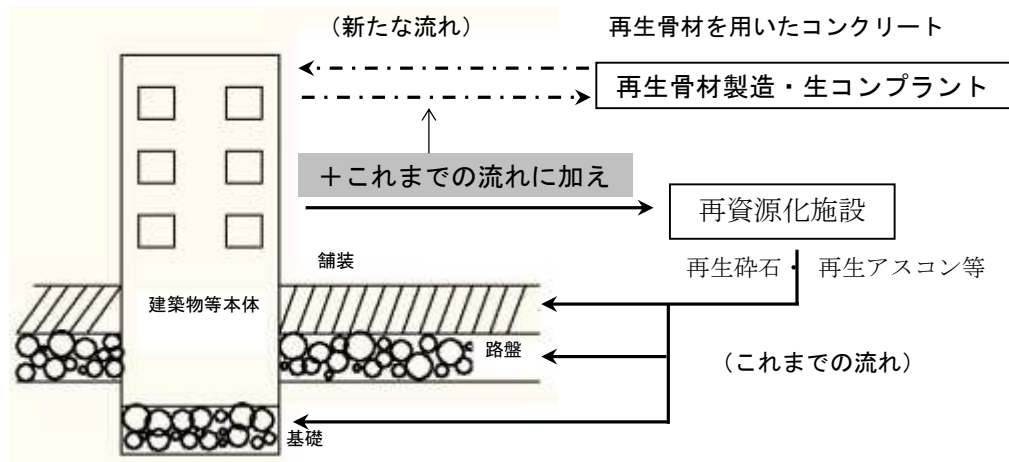 （新たな流れ）
再生骨材を用いたコンクリート
再生骨材製造・生コンプラント
＋これまでの流れに加え
再資源化施設
再生砕石・再生アスコン等
舗装
建築物等本体
路盤
（これまでの流れ）
基礎